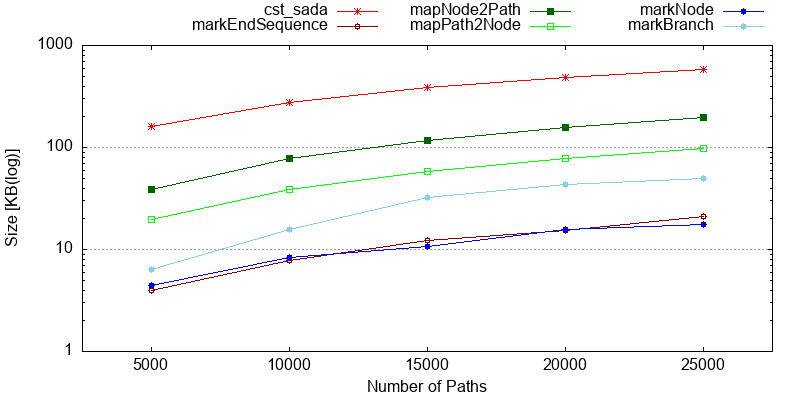 cst_sada mapNode2Path markNode
markEndSequence mapPath2Node markBranch
1000
100
10
1
Size [KB(log)]
5000 10000 15000 20000 25000
Number of Paths